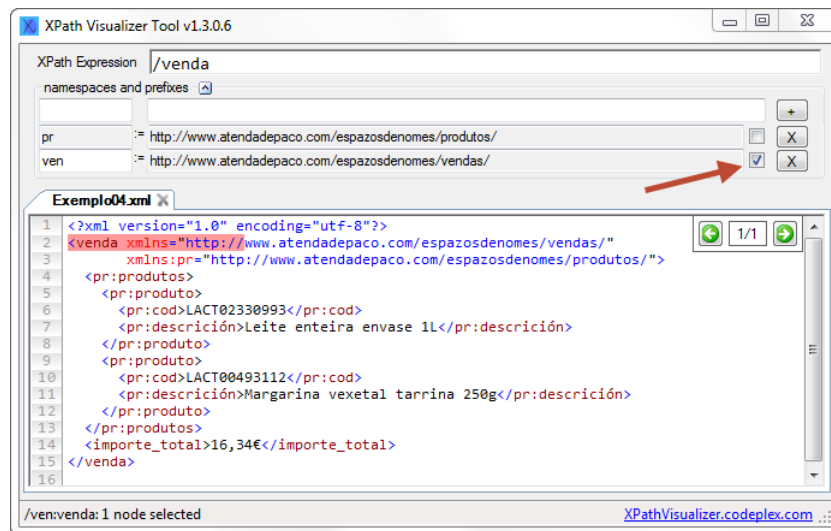 XPath Visualizer Tool v1.3.0.6
XPath Expression /venda
namespaces and prefixes
+
pr := http://www.atendadepaco.com/espazosdenomes/produtos/ X
ven := http://www.atendadepaco.com/espazosdenomes/vendas/ X
Exemplo04.xml
1 <?xml version="1.0" encoding="utf-8"?>
2 <venda xmlns="http://www.atendadepaco.com/espazosdenomes/vendas/" 1/1
3 xmlns:pr="http://www.atendadepaco.com/espazosdenomes/produtos/">
4 <pr:produtos>
5 <pr:produto>
6 <pr:cod>LACT02330993</pr:cod>
7 <pr:descrición>Leite enteira envase 1L</pr:descrición>
8 </pr:produto>
9 <pr:produto>
10 <pr:cod>LACT00493112</pr:cod>
11 <pr:descrición>Margarina vexetal tarrina 250g</pr:descrición>
12 </pr:produto>
13 </pr:produtos>
14 <importe_total>16,34€</importe_total>
15 </venda>
16
/ven:venda: 1 node selected XPathVisualizer.codeplex.com